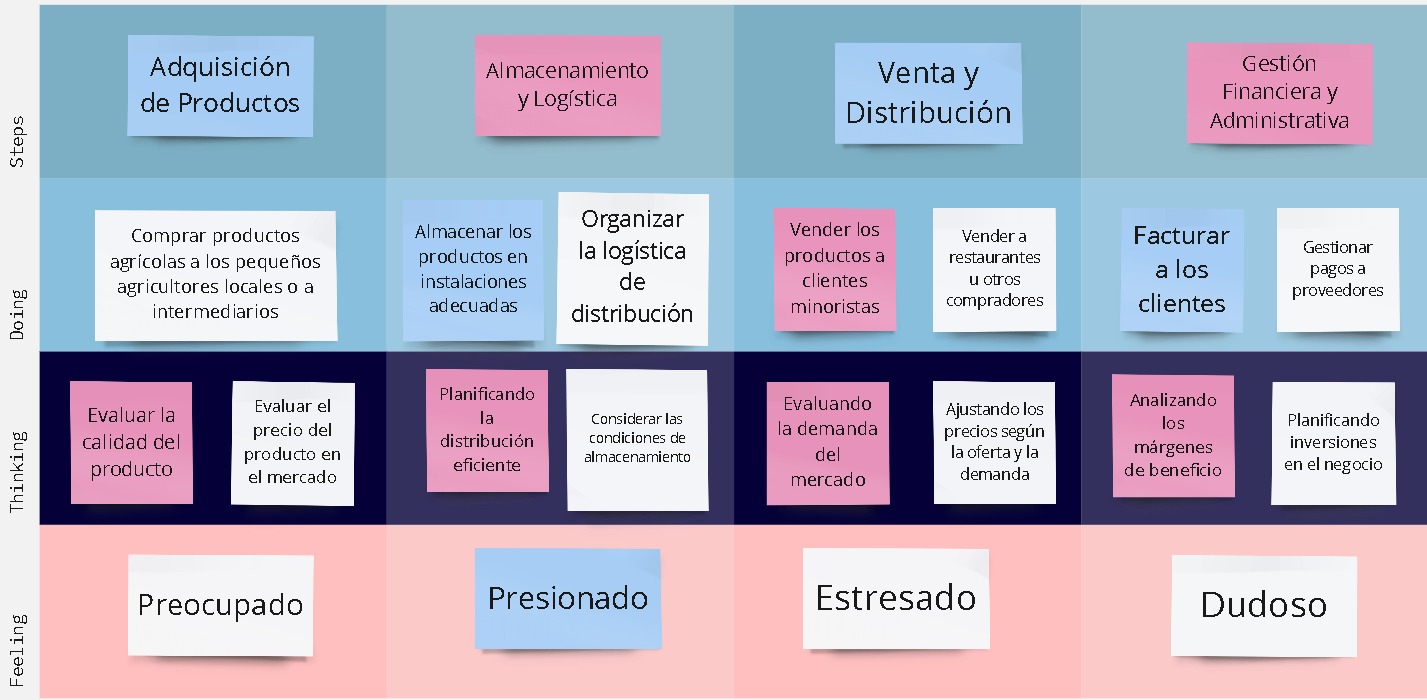 Steps
Adquisición
de Productos
Almacenamiento
y Logística
Venta y
Distribución
Gestión
Financiera y
Administrativa
Doing
Comprar productos
agrícolas a los pequeños
agricultores locales o a
intermediarios
Almacenar los
productos en
instalaciones
adecuadas
Organizar
la logística
de
distribución
Vender los
productos a
clientes
minoristas
Vender a
restaurantes
u otros
compradores
Facturar
a los
clientes
Gestionar
pagos a
proveedores
Thinking
Evaluar la
calidad del
producto
Evaluar el
precio del
producto en
el mercado
Planificando
la
distribución
eficiente
Considerar las
condiciones de
almacenamiento
Evaluando
la demanda
del
mercado
Ajustando los
precios según
la oferta y la
demanda
Analizando
los
márgenes
de beneficio
Planificando
inversiones
en el negocio
Feeling
Preocupado
Presionado
Estresado
Dudoso